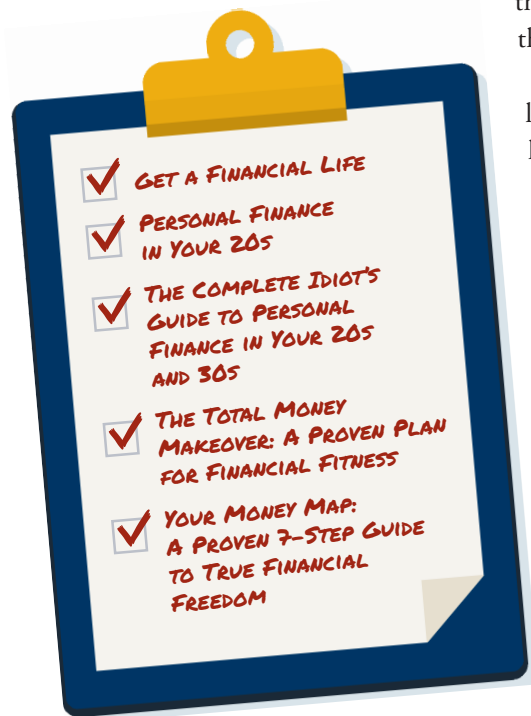 Get a Financial Life
Personal Finance
in Your 20s
The Complete Idiot's
Guide to Personal
Finance in Your 20s
and 30s
The Total Money
Makeover: A Proven Plan
for Financial Fitness
Your Money Map:
A Proven 7-Step Guide
to True Financial
Freedom